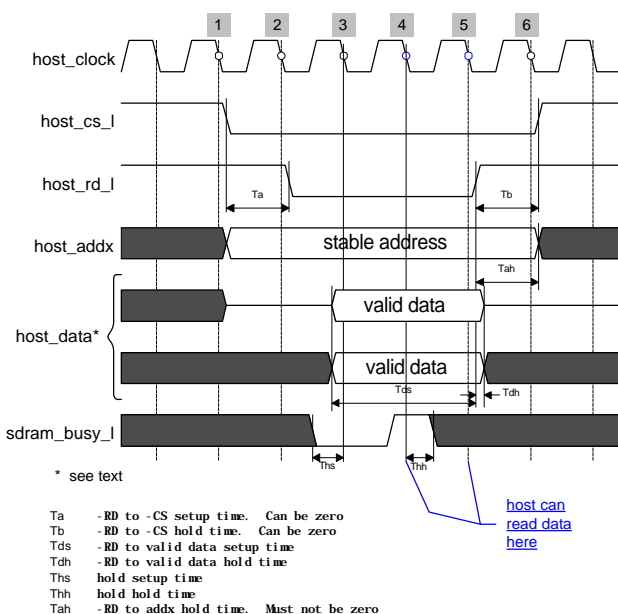 1 2 3 4 5 6
host_clock
host_cs_l
host_rd_l
Ta Tb
host_addx stable address
Tah
valid data
host_data*
valid data
Tds Tdh
sdram_busy_l
Ths Thh
* see text
host can
read data
here
Ta -RD to -CS setup time. Can be zero
Tb -RD to -CS hold time. Can be zero
Tds -RD to valid data setup time
Tdh -RD to valid data hold time
Ths hold setup time
Thh hold hold time
Tah -RD to addx hold time. Must not be zero